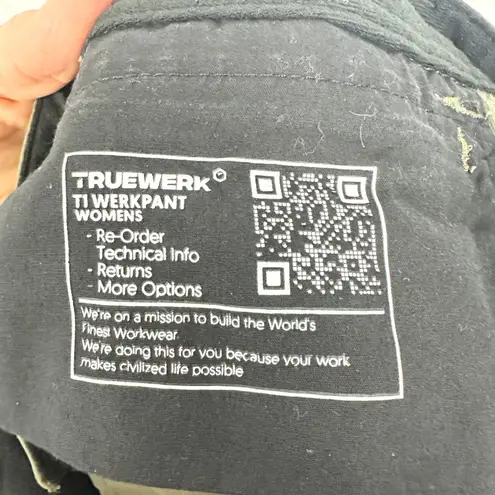 TRUEWERK
T1 WERKPANT
WOMENS
- Re-Order
Technical Info
- Returns
- More Options
We're on a mission to build the World's
Finest Workwear.
We're doing this for you because your work
makes civilized life possible